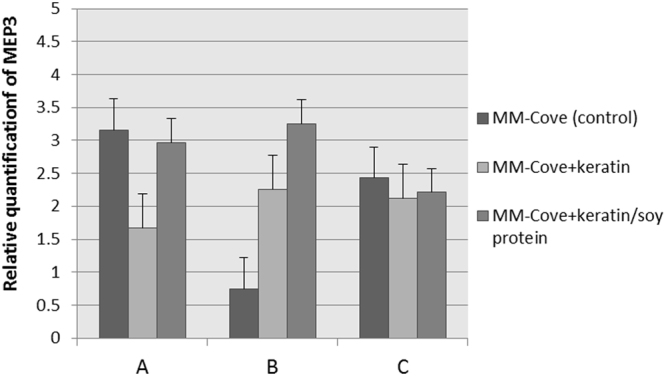 Relative quantificationf of MEP3
5
4.5
4
3.5
3
2.5
2
1.5
1
0.5
0
A
B
C
MM-Cove (control)
MM-Cove+keratin
MM-Cove+keratin/soy
protein